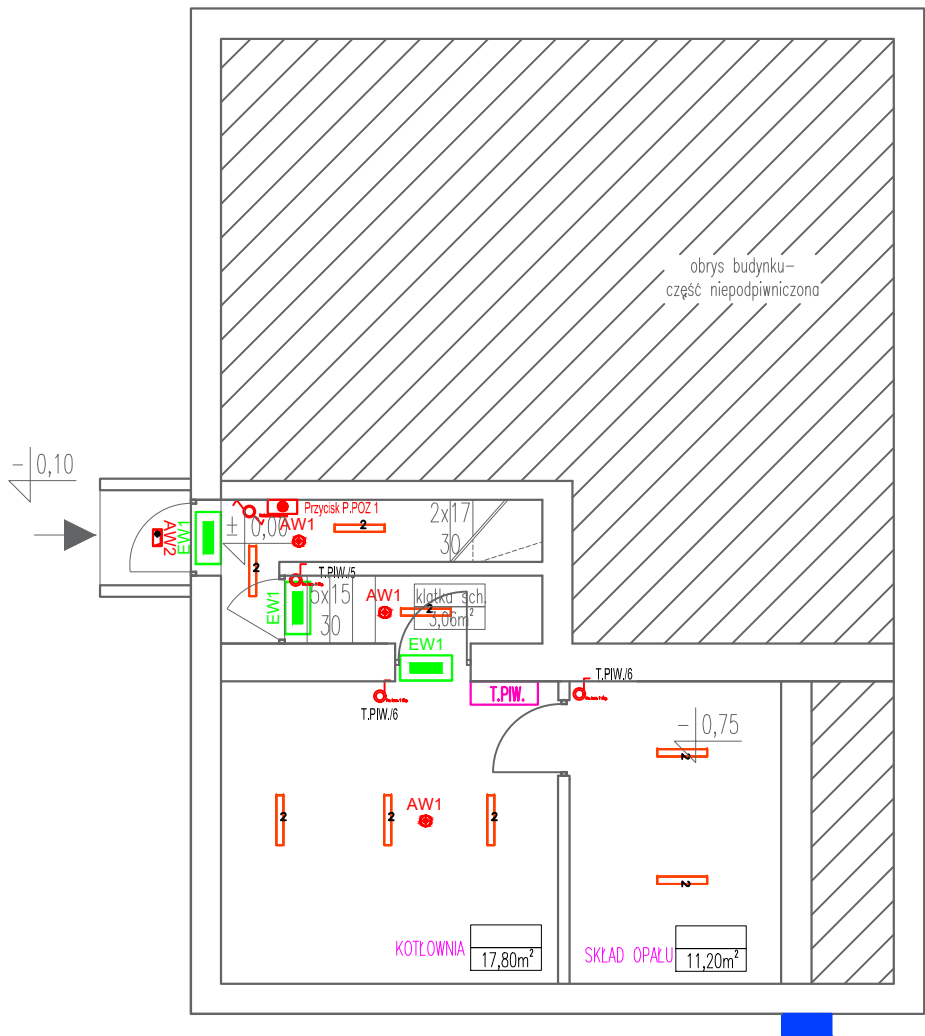 obrys budynku–
część niepodpiwniczona
– 0,10
Przycisk P.POZ 1
2x17
30
± 0,00
AW1
2
EW1
AW2
2
T.PIW./5
5x15
30
EW1
AW1
klatka sch.
2
3,06m²
EW1
T.PIW./6
T.PIW.
T.PIW./6
– 0,75
2
AW1
2
2
2
2
KOTŁOWNIA
17,80m²
SKŁAD OPAŁU
11,20m²